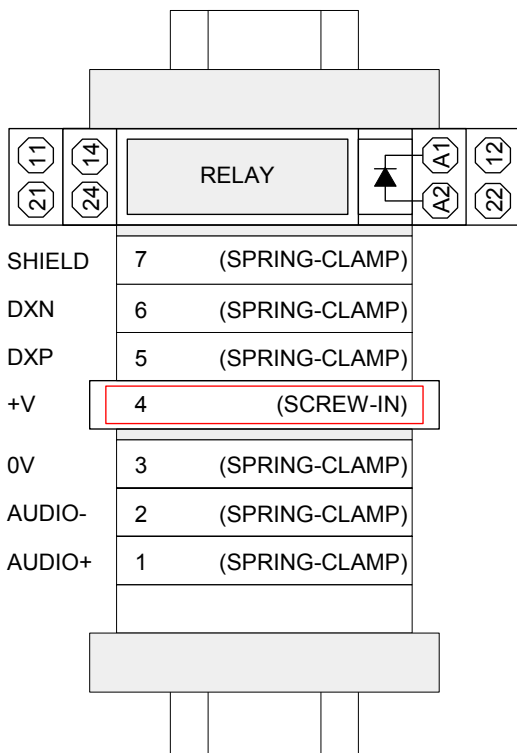 11 14 RELAY A1 12
21 24 A2 22
SHIELD 7 (SPRING-CLAMP)
DXN 6 (SPRING-CLAMP)
DXP 5 (SPRING-CLAMP)
+V 4 (SCREW-IN)
0V 3 (SPRING-CLAMP)
AUDIO- 2 (SPRING-CLAMP)
AUDIO+ 1 (SPRING-CLAMP)